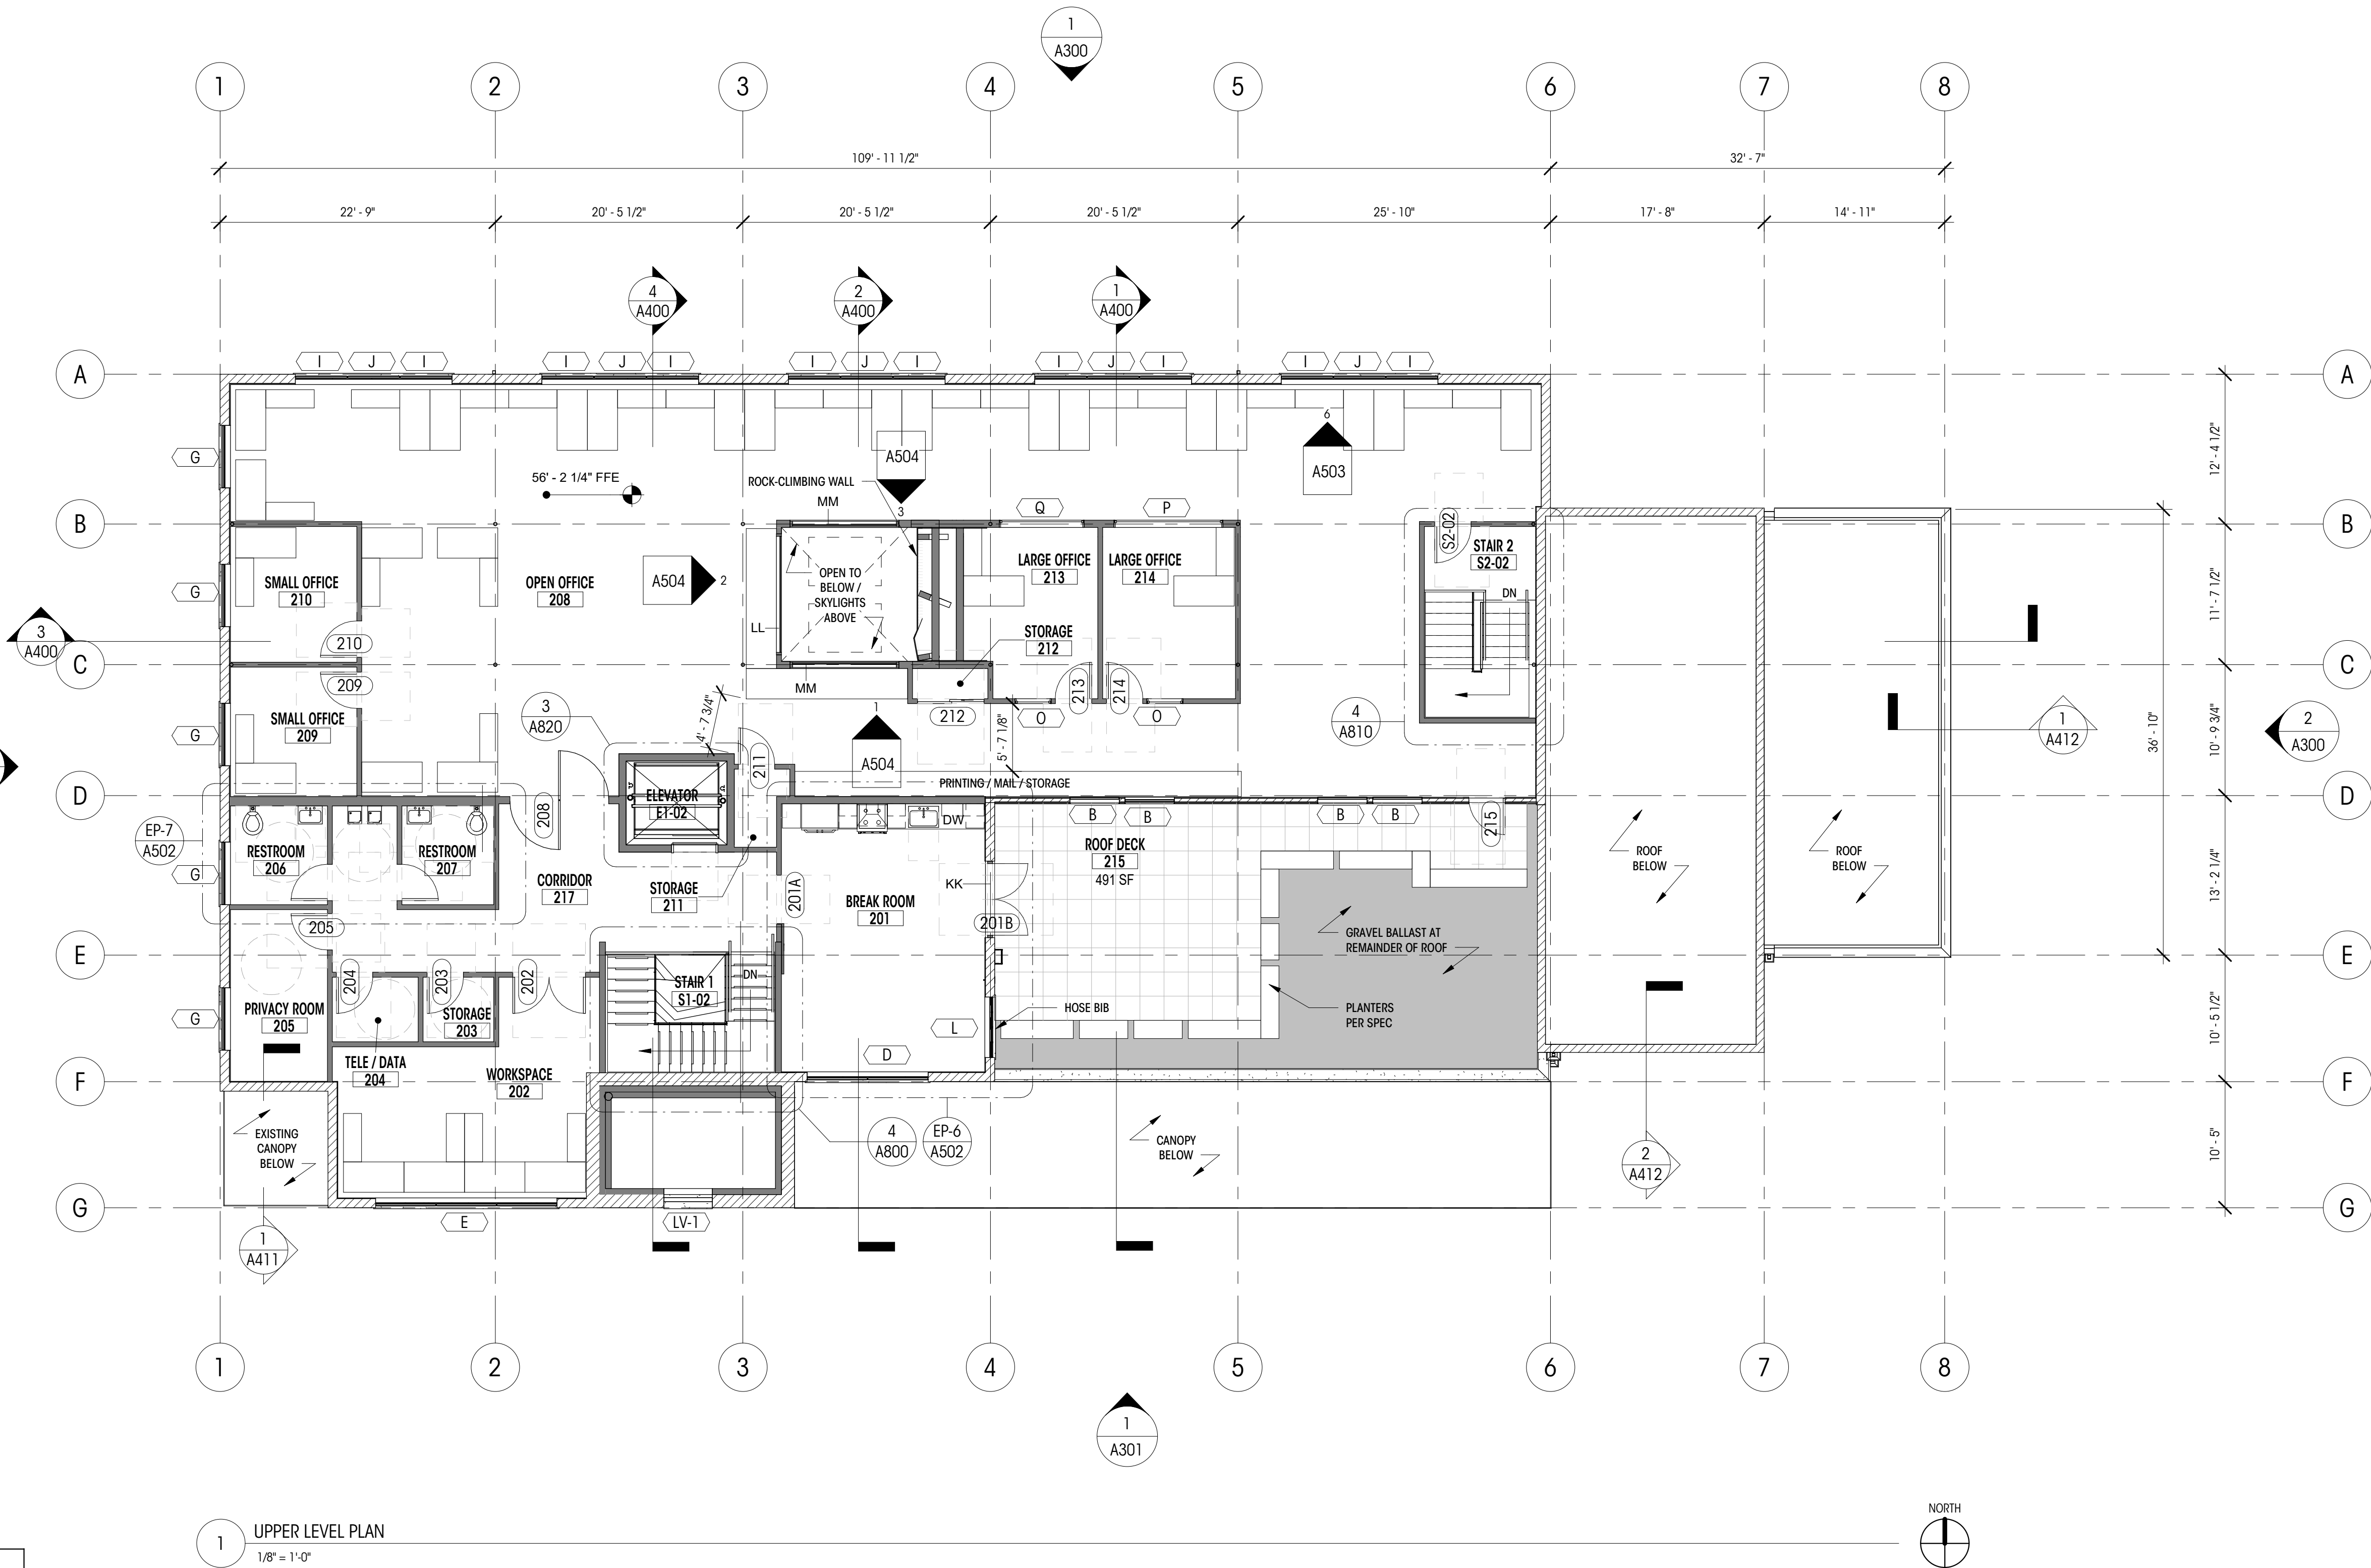 1
A300
1 2 3 4 5 6 7 8
109' - 11 1/2" 32' - 7"
22' - 9" 20' - 5 1/2" 20' - 5 1/2" 20' - 5 1/2" 25' - 10" 17' - 8" 14' - 11"
4
A400
2
A400
1
A400
I J I I J I I J I I J I I J I
A A
12' - 4 1/2"
6
A503
G
A504
3
56' - 2 1/4" FFE
ROCK-CLIMBING WALL
MM
Q P
B B
S2-02
STAIR 2
S2-02
DN
SMALL OFFICE
210
OPEN OFFICE
208
A504 2
OPEN TO
BELOW /
SKYLIGHTS
ABOVE
LARGE OFFICE
213
LARGE OFFICE
214
G
11' - 7 1/2"
LL
STORAGE
212
3
A400
210
C C
209
MM
213
214
SMALL OFFICE
209
3
A820
4' - 7 3/4"
212
O O
4
A810
1
A412
2
A300
G
1
A504
5' - 7 1/8"
10' - 9 3/4"
36' - 10"
211
PRINTING / MAIL / STORAGE
D D
ELEVATOR
E1-02
208
DW
B B B B
215
EP-7
A502
RESTROOM
206
RESTROOM
207
ROOF DECK
215
491 SF
ROOF
BELOW
ROOF
BELOW
G
CORRIDOR
217
STORAGE
211
201A
BREAK ROOM
201
KK
201B
13' - 2 1/4"
205
GRAVEL BALLAST AT
REMAINDER OF ROOF
E E
204
203
202
STAIR 1
S1-02
DN
PRIVACY ROOM
205
STORAGE
203
HOSE BIB
PLANTERS
PER SPEC
G
L
10' - 5 1/2"
D
TELE / DATA
204
WORKSPACE
202
F F
EXISTING
CANOPY
BELOW
4
A800
EP-6
A502
CANOPY
BELOW
2
A412
10' - 5"
G G
E
LV-1
1
A411
1 2 3 4 5 6 7 8
1
A301
NORTH
1
UPPER LEVEL PLAN
1/8" = 1'-0"